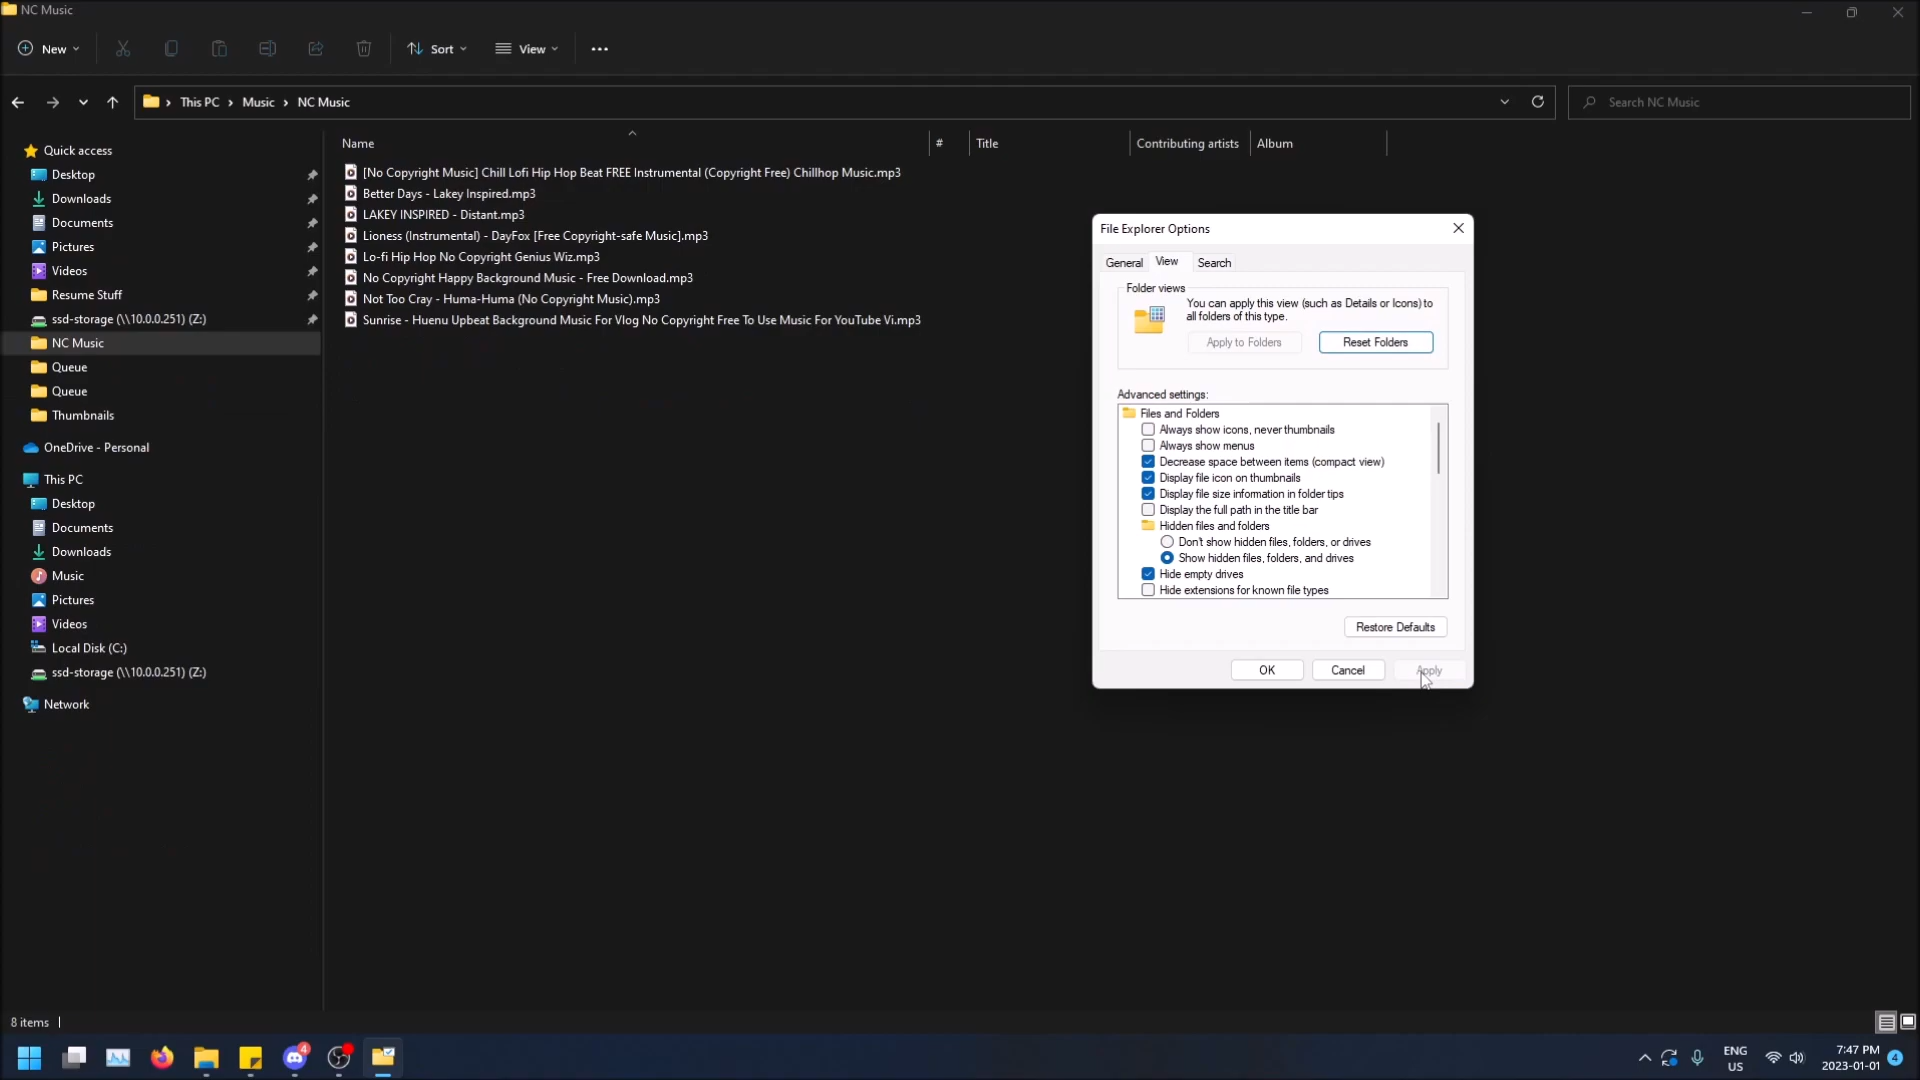 NC Music
New
Sort
View
This PC > Music > NC Music
Search NC Music
Quick access
Desktop
Downloads
Documents
Pictures
Videos
Resume Stuff
ssd-storage (\\10.0.0.251) (Z:)
NC Music
Queue
Queue
Thumbnails
OneDrive - Personal
This PC
Desktop
Documents
Downloads
Music
Pictures
Videos
Local Disk (C:)
ssd-storage (\\10.0.0.251) (Z:)
Network
Name # Title Contributing artists Album
[No Copyright Music] Chill Lofi Hip Hop Beat FREE Instrumental (Copyright Free) Chillhop Music.mp3
Better Days - Lakey Inspired.mp3
LAKEY INSPIRED - Distant.mp3
Lioness (Instrumental) - DayFox [Free Copyright-safe Music].mp3
Lo-fi Hip Hop No Copyright Genius Wiz.mp3
No Copyright Happy Background Music - Free Download.mp3
Not Too Cray - Huma-Huma (No Copyright Music).mp3
Sunrise - Huenu Upbeat Background Music For Vlog No Copyright Free To Use Music For YouTube Vi.mp3
File Explorer Options
General View Search
Folder views
You can apply this view (such as Details or Icons) to
all folders of this type.
Apply to Folders Reset Folders
Advanced settings:
Files and Folders
Always show icons, never thumbnails
Always show menus
Decrease space between items (compact view)
Display file icon on thumbnails
Display file size information in folder tips
Display the full path in the title bar
Hidden files and folders
Don't show hidden files, folders, or drives
Show hidden files, folders, and drives
Hide empty drives
Hide extensions for known file types
Restore Defaults
OK Cancel Apply
8 items
4
ENG
US
7:47 PM
2023-01-01
4